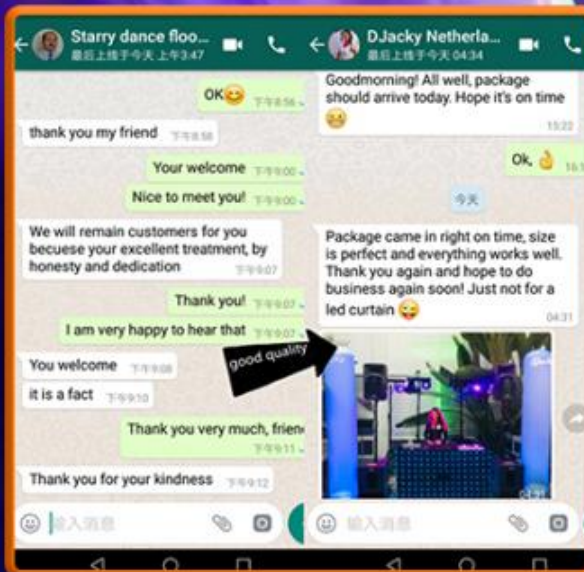 Starry dance floo...
最后上线于今天 上午3:47
OK😊
下午8:56
thank you my friend
下午8:58
Your welcome
下午9:00
Nice to meet you!
下午9:00
We will remain customers for you
becuese your excellent treatment, by
honesty and dedication
下午9:07
Thank you!
下午9:07
I am very happy to hear that
下午9:07
You welcome
下午9:08
it is a fact
下午9:10
Thank you very much, frien
下午9:11
Thank you for your kindness
下午9:12
输入消息
DJacky Netherla...
最后上线于今天 04:34
Goodmorning! All well, package
should arrive today. Hope it's on time
😁
15:22
Ok,👌
今天
Package came in right on time, size
is perfect and everything works well.
Thank you again and hope to do
business again soon! Just not for a
led curtain 😜
04:31
good quality
04:31
输入消息